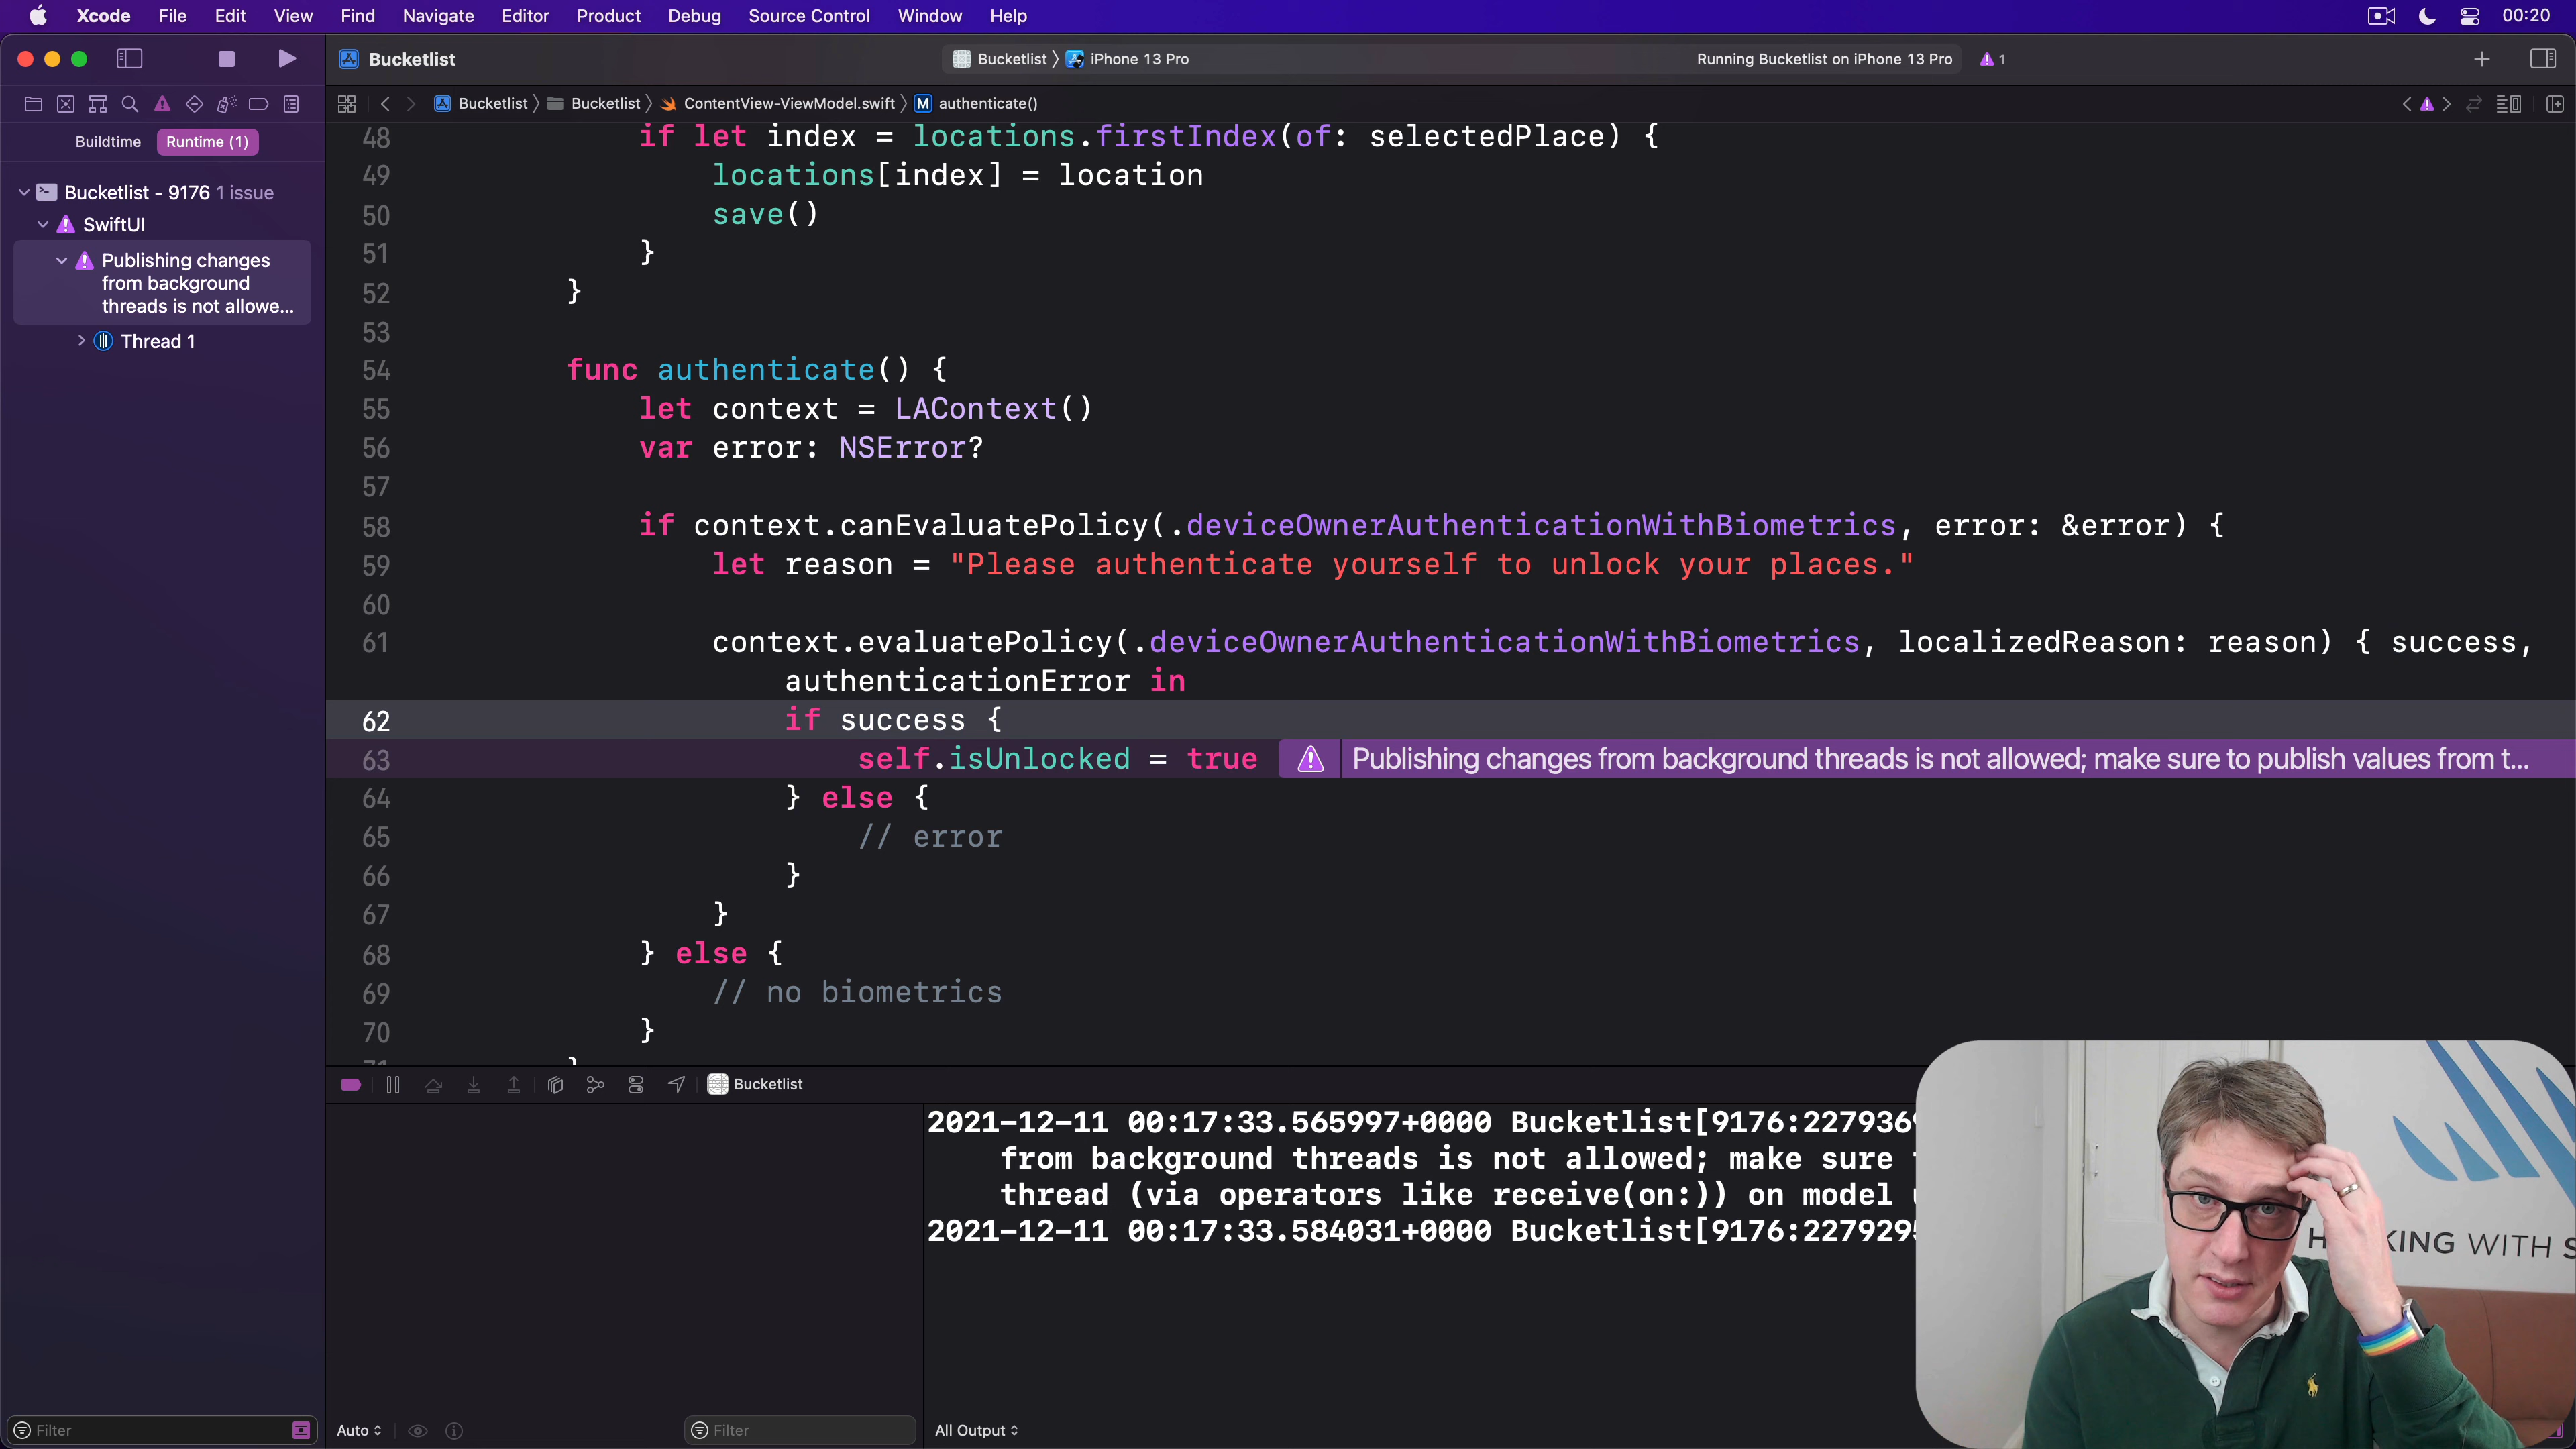 Xcode File Edit View Find Navigate Editor Product Debug Source Control Window Help 00:20
Bucketlist Bucketlist iPhone 13 Pro Running Bucketlist on iPhone 13 Pro 1
Bucketlist Bucketlist ContentView-ViewModel.swift M authenticate()
Buildtime Runtime (1)
Bucketlist - 9176 1 issue
SwiftUI
Publishing changes
from background
threads is not allowe...
Thread 1
Filter
48 if let index = locations.firstIndex(of: selectedPlace) {
49 locations[index] = location
50 save()
51 }
52 }
53
54 func authenticate() {
55 let context = LAContext()
56 var error: NSError?
57
58 if context.canEvaluatePolicy(.deviceOwnerAuthenticationWithBiometrics, error: &error) {
59 let reason = "Please authenticate yourself to unlock your places."
60
61 context.evaluatePolicy(.deviceOwnerAuthenticationWithBiometrics, localizedReason: reason) { success,
authenticationError in
62 if success {
63 self.isUnlocked = true Publishing changes from background threads is not allowed; make sure to publish values from t...
64 } else {
65 // error
66 }
67 }
68 } else {
69 // no biometrics
70 }
Bucketlist
2021-12-11 00:17:33.565997+0000 Bucketlist[9176:2279369
from background threads is not allowed; make sure
thread (via operators like receive(on:)) on model
2021-12-11 00:17:33.584031+0000 Bucketlist[9176:2279295
KING WITH S
Auto Filter All Output